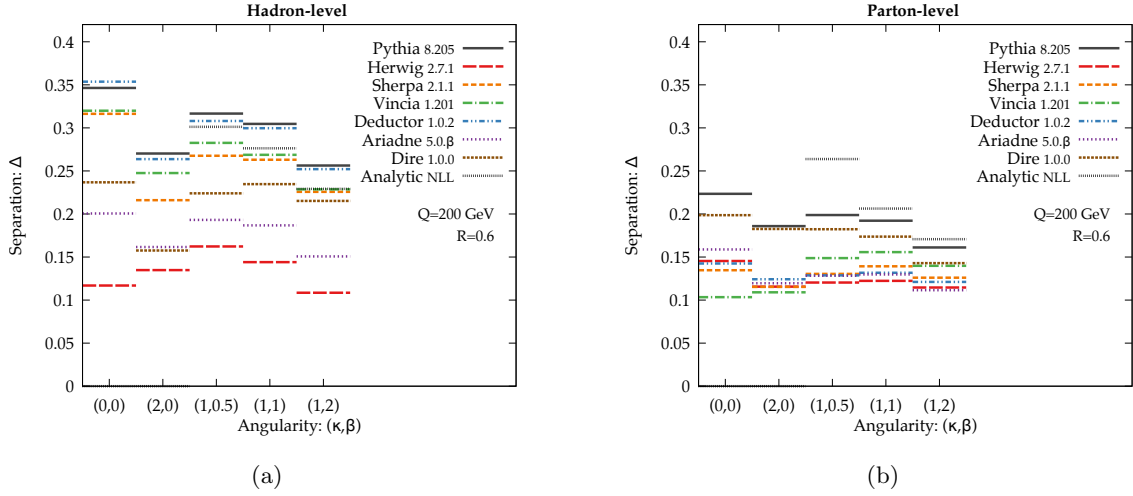 Hadron-level
Separation: Δ
0.4
0.35
0.3
0.25
0.2
0.15
0.1
0.05
0
Pythia 8.205
Herwig 2.7.1
Sherpa 2.1.1
Vincia 1.201
Deductor 1.0.2
Ariadne 5.0.β
Dire 1.0.0
Analytic NLL
Q=200 GeV
R=0.6
(0,0) (2,0) (1,0.5) (1,1) (1,2)
Angularity: (κ,β)
(a)
Parton-level
Separation: Δ
0.4
0.35
0.3
0.25
0.2
0.15
0.1
0.05
0
Pythia 8.205
Herwig 2.7.1
Sherpa 2.1.1
Vincia 1.201
Deductor 1.0.2
Ariadne 5.0.β
Dire 1.0.0
Analytic NLL
Q=200 GeV
R=0.6
(0,0) (2,0) (1,0.5) (1,1) (1,2)
Angularity: (κ,β)
(b)